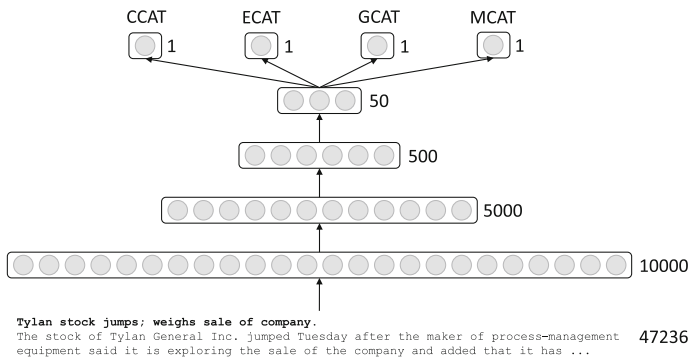 CCAT ECAT GCAT MCAT
1 1 1 1
50
500
5000
10000
Tylan stock jumps; weighs sale of company.
The stock of Tylan General Inc. jumped Tuesday after the maker of process-management 47236
equipment said it is exploring the sale of the company and added that it has ...